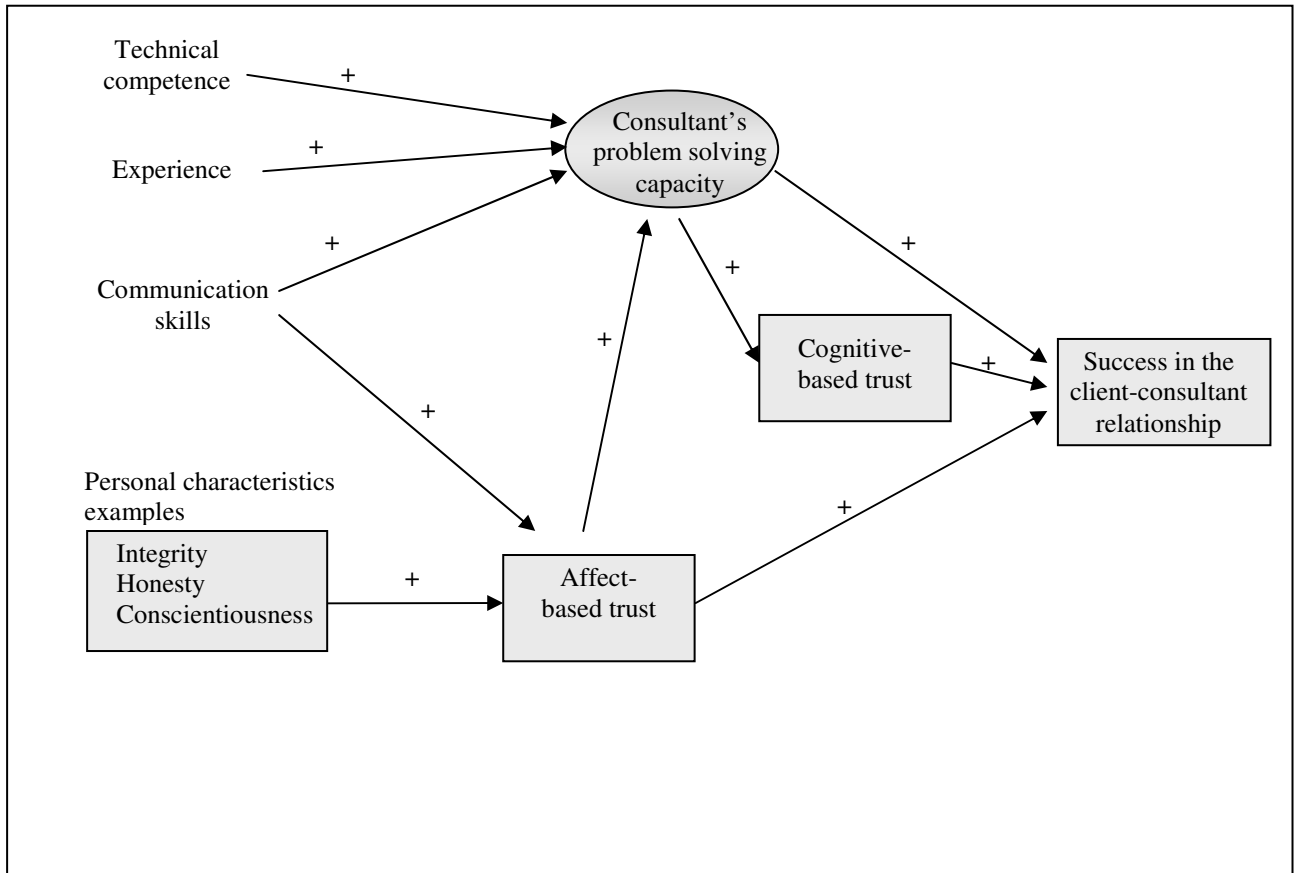 Technical
competence
+
Experience
+
Communication
skills
+
+
Consultant’s
problem solving
capacity
+
+
+
Cognitive-
based trust
+
Success in the
client-consultant
relationship
Personal characteristics
examples
Integrity
Honesty
Conscientiousness
+
Affect-
based trust
+